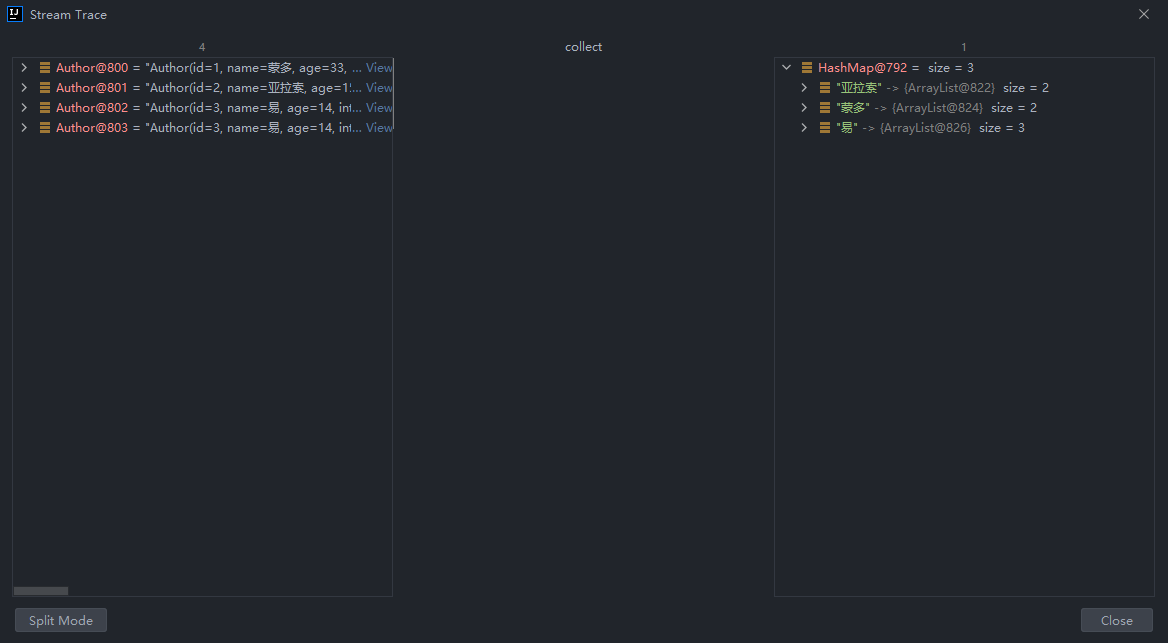 Stream Trace
4 collect 1
Author@800 = "Author(id=1, name=蒙多, age=33, ... View
Author@801 = "Author(id=2, name=亚拉索, age=1!... View
Author@802 = "Author(id=3, name=易, age=14, int... View
Author@803 = "Author(id=3, name=易, age=14, int... View
HashMap@792 = size = 3
"亚拉索" -> {ArrayList@822} size = 2
"蒙多" -> {ArrayList@824} size = 2
"易" -> {ArrayList@826} size = 3
Split Mode
Close